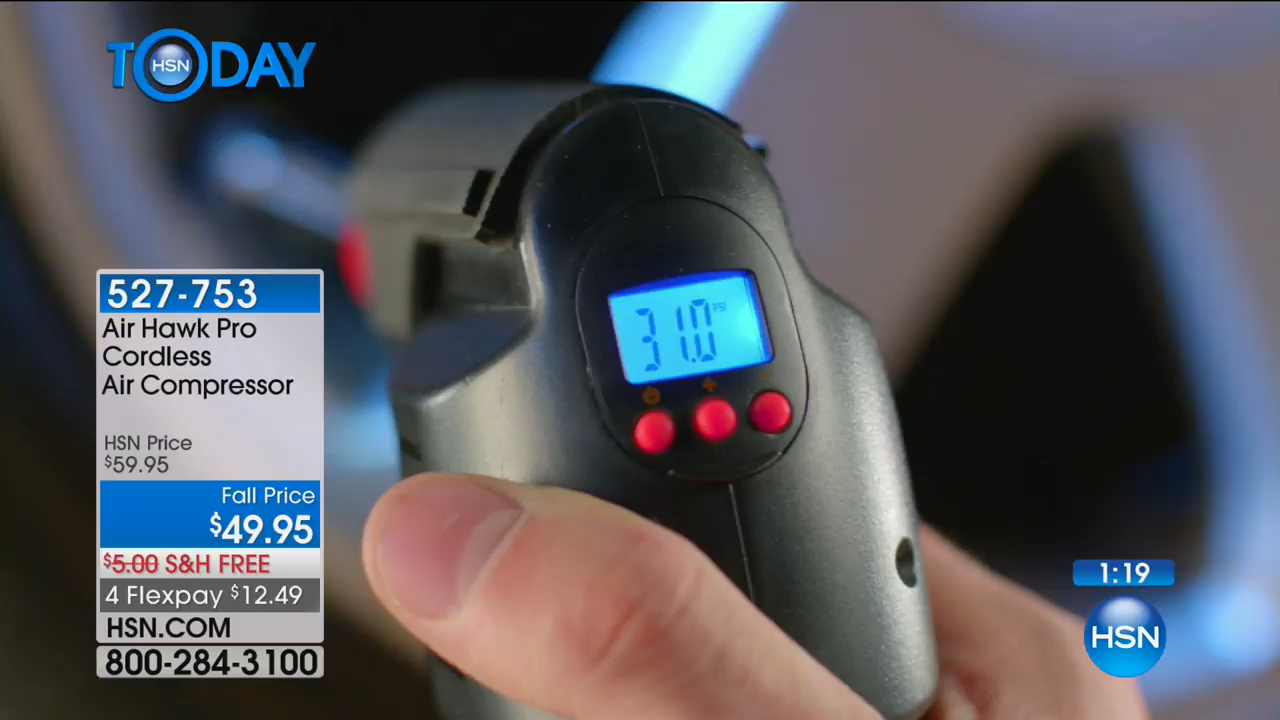 TODAY
HSN
527-753
Air Hawk Pro
Cordless
Air Compressor
HSN Price
$59.95
Fall Price
$49.95
$5.00 S&H FREE
4 Flexpay $12.49
HSN.COM
800-284-3100
31.0 PSI
+
-
1:19
HSN